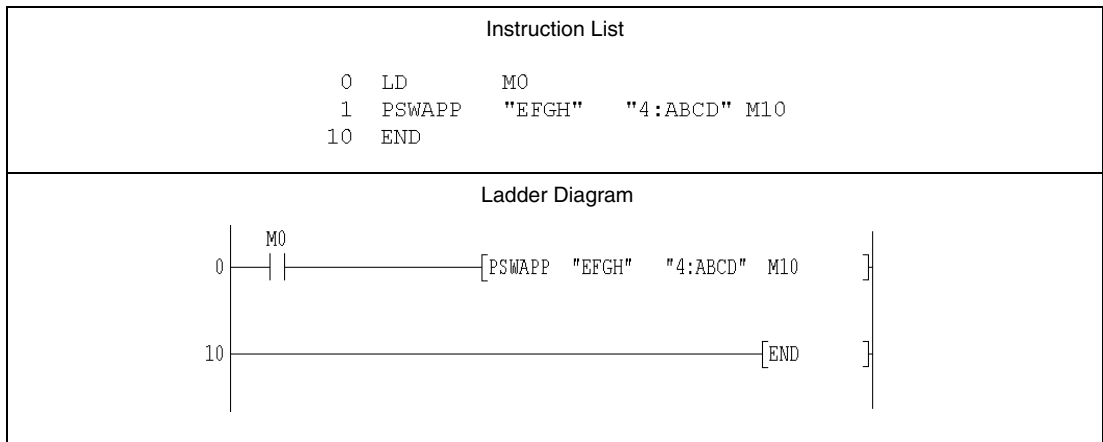 Instruction List
0 LD M0
1 PSWAPP "EFGH" "4:ABCD" M10
10 END
Ladder Diagram
M0
0 [PSWAPP "EFGH" "4:ABCD" M10 ]
10 [END ]